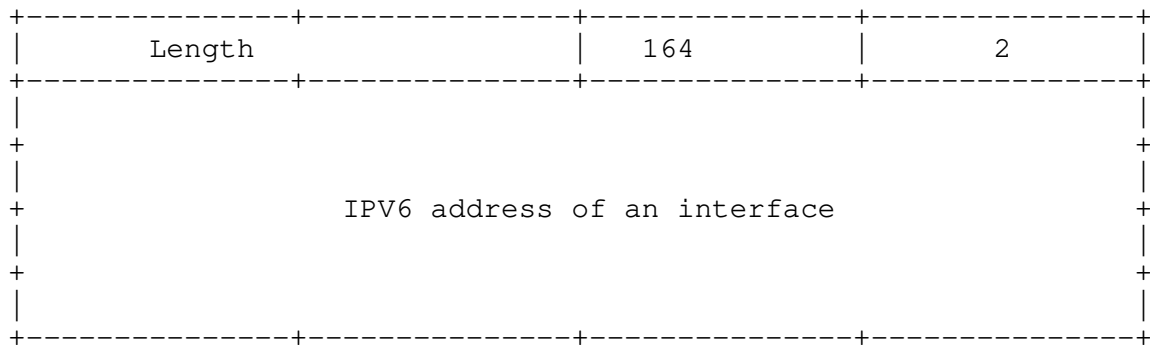 Length 164 2
IPV6 address of an interface